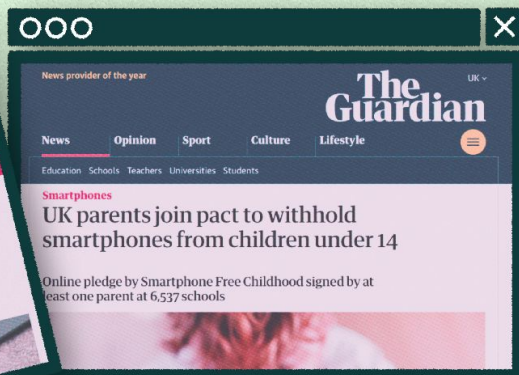 News provider of the year
The
Guardian
UK
News Opinion Sport Culture Lifestyle
Education Schools Teachers Universities Students
Smartphones
UK parents join pact to withhold
smartphones from children under 14
Online pledge by Smartphone Free Childhood signed by at
least one parent at 6,537 schools